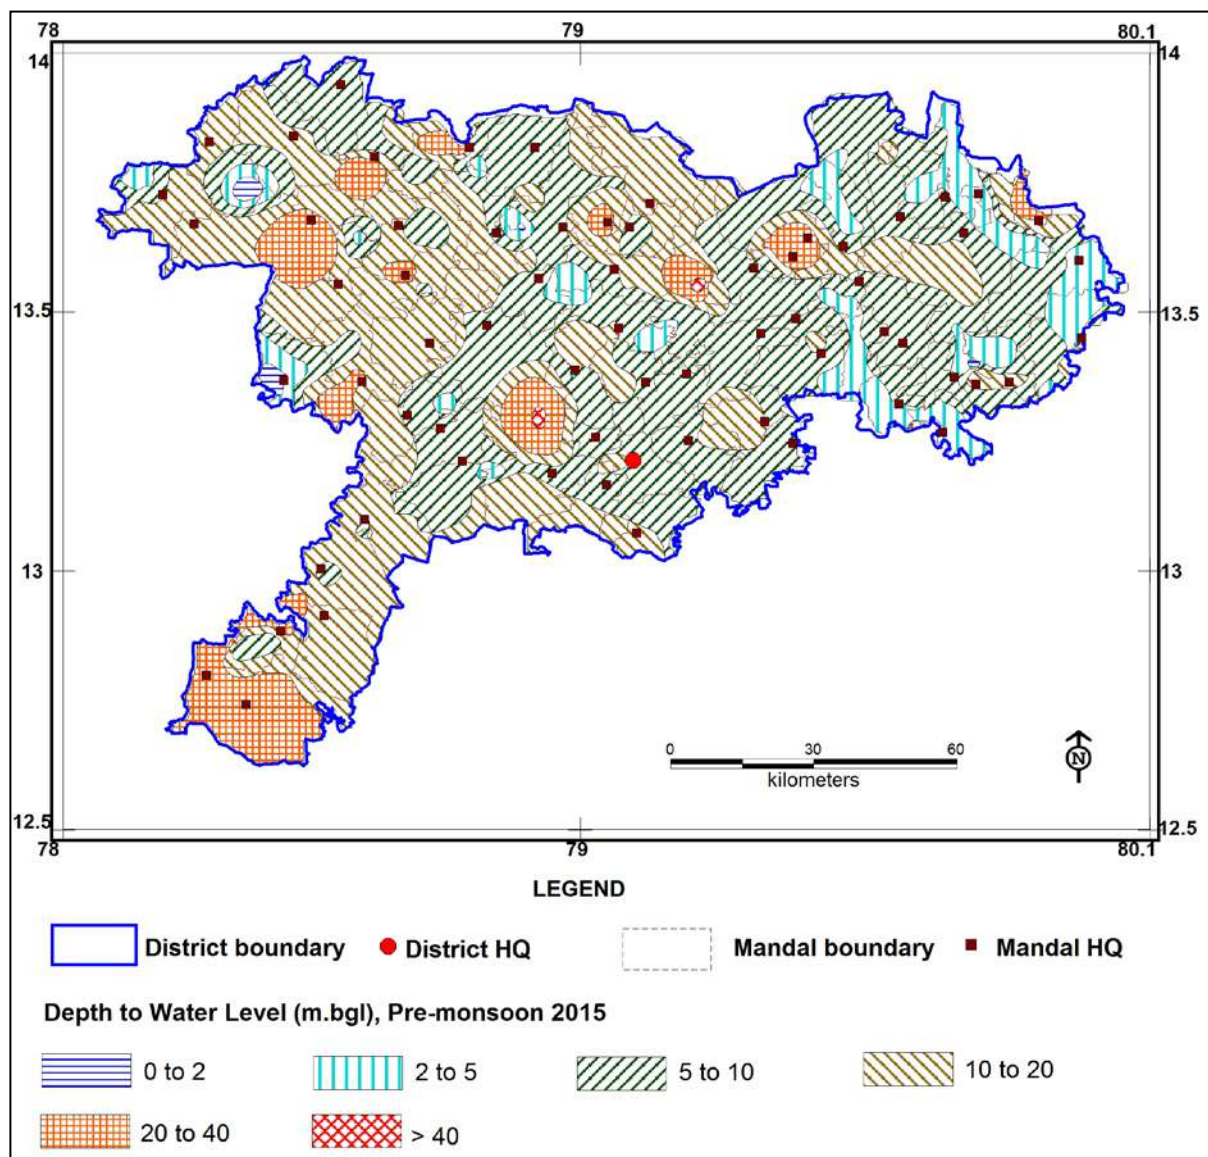 78 79 80.1
14 14
13.5 13.5
13 13
12.5 12.5
78 79 80.1
0 30 60
kilometers
N
LEGEND
District boundary District HQ Mandal boundary Mandal HQ
Depth to Water Level (m.bgl), Pre-monsoon 2015
0 to 2 2 to 5 5 to 10 10 to 20
20 to 40 > 40